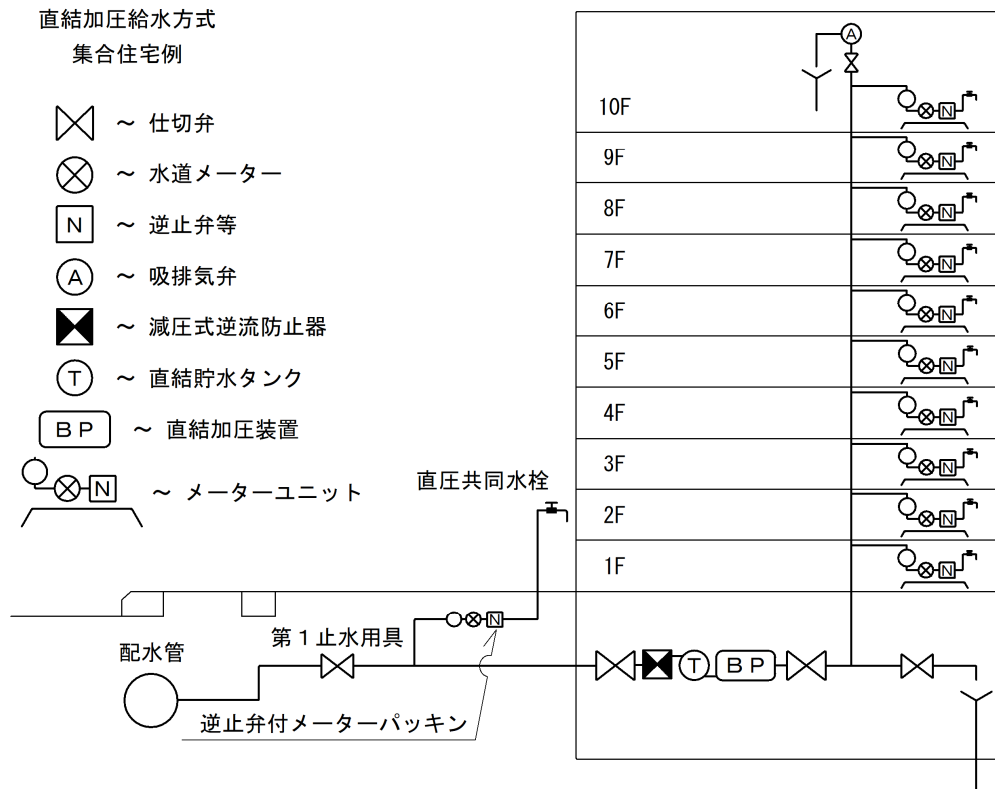 直結加圧給水方式
集合住宅例
～ 仕切弁
～ 水道メーター
N ～ 逆止弁等
A ～ 吸排気弁
～ 減圧式逆流防止器
T ～ 直結貯水タンク
BP ～ 直結加圧装置
N ～ メーターユニット
A
10F N
9F N
8F N
7F N
6F N
5F N
4F N
3F N
2F N
1F N
直圧共同水栓
N
第１止水用具
配水管
T BP
逆止弁付メーターパッキン